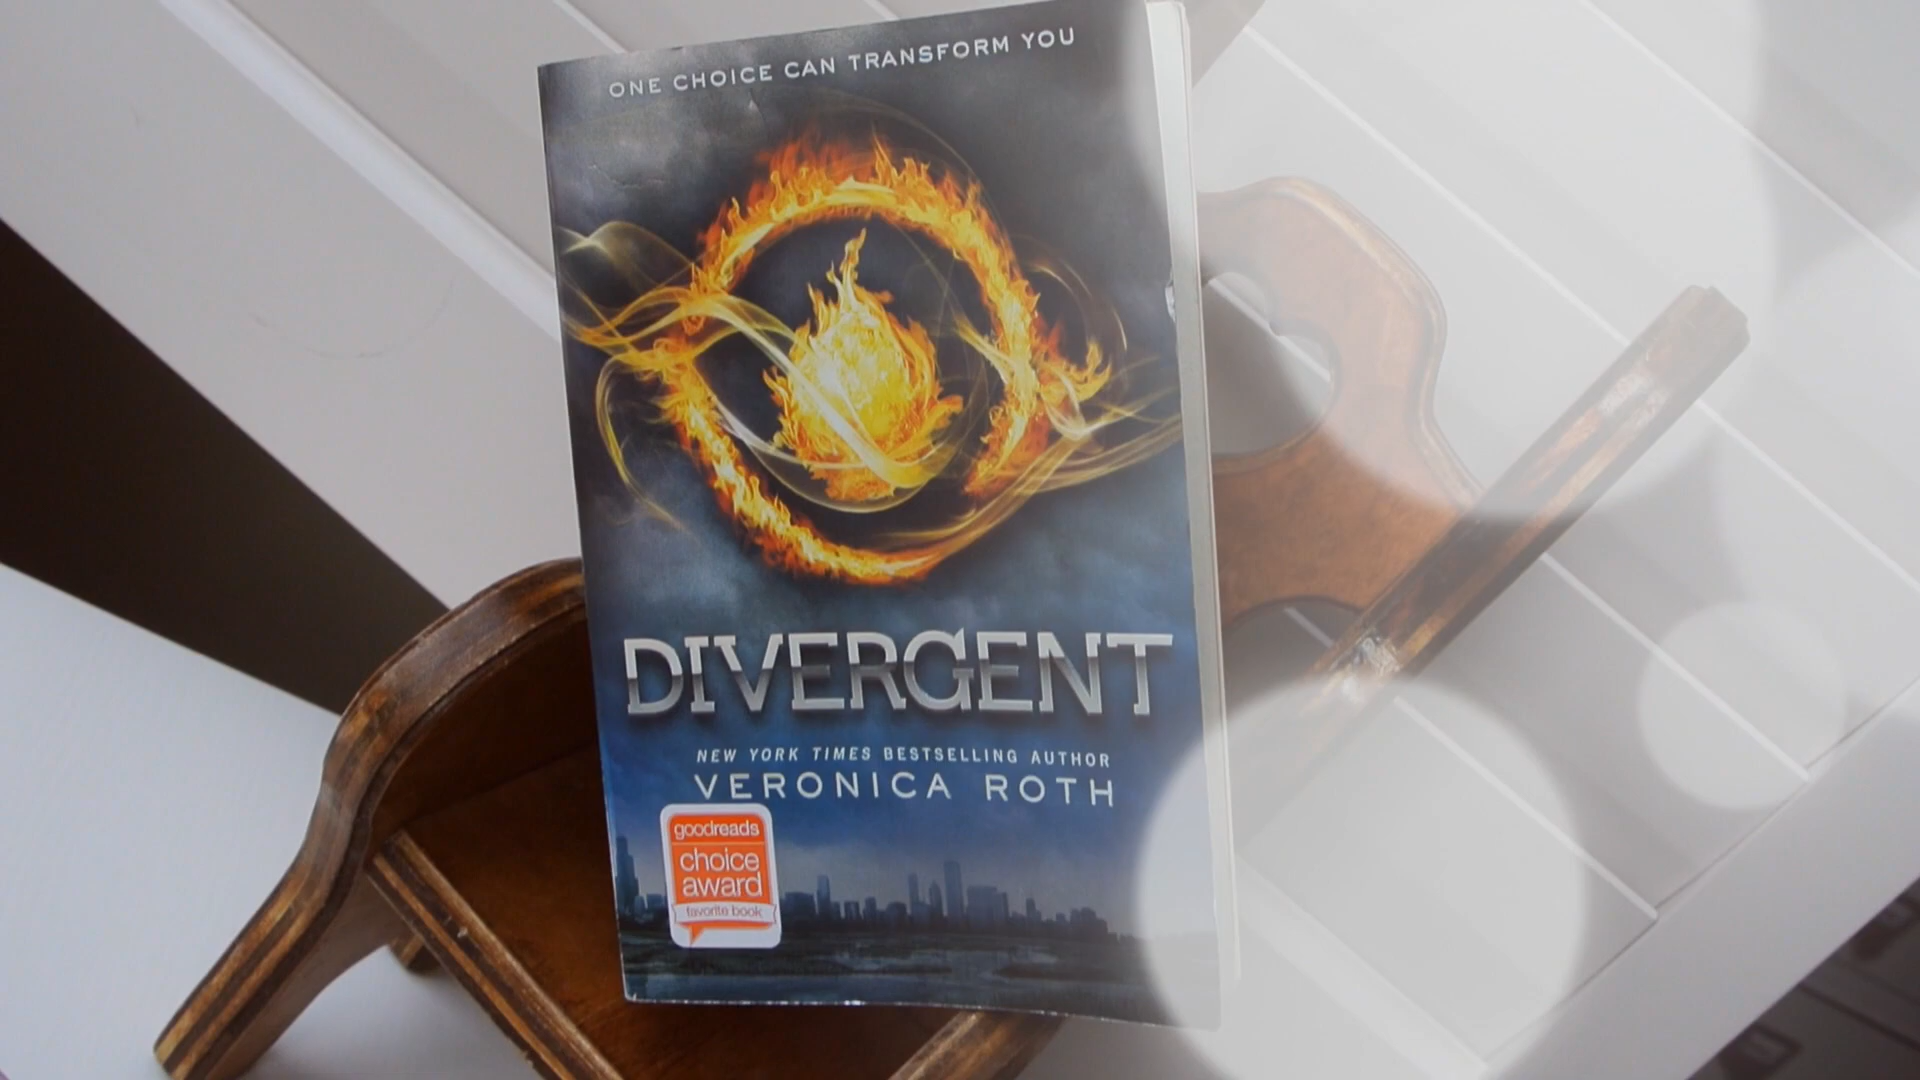 ONE CHOICE CAN TRANSFORM YOU
DIVERGENT
NEW YORK TIMES BESTSELLING AUTHOR
VERONICA ROTH
goodreads
choice
award
favorite book